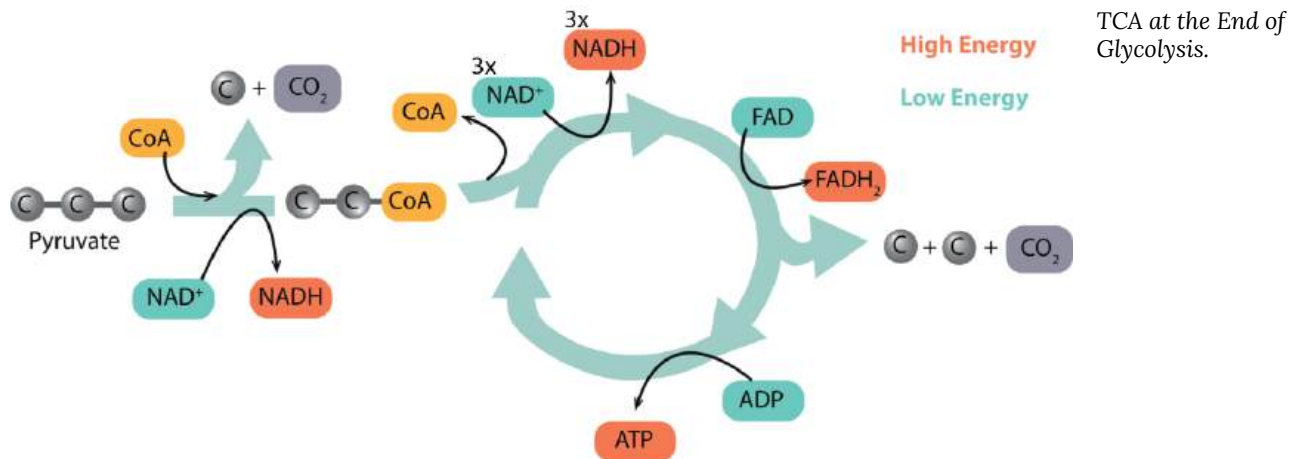 3x
NADH
TCA at the End of
Glycolysis.
High Energy
Low Energy
3x
NAD⁺
C + CO₂
CoA
CoA
FAD
FADH₂
C C C
C C CoA
Pyruvate
C + C + CO₂
NAD⁺
NADH
ADP
ATP